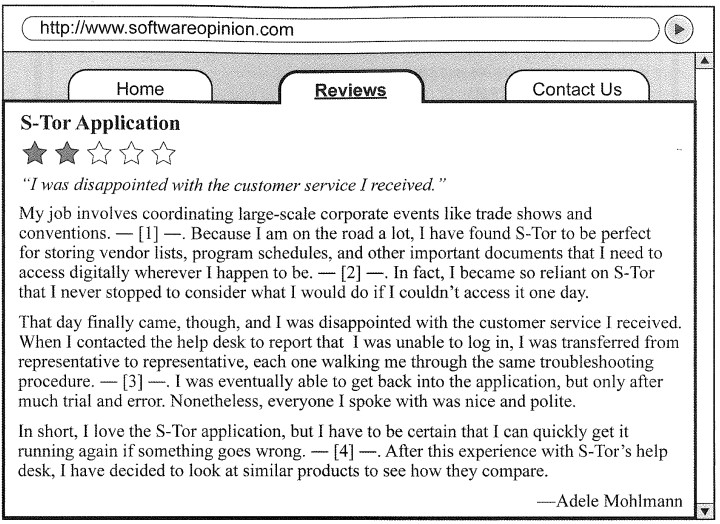 http://www.softwareopinion.com
Home
Reviews
Contact Us
S-Tor Application
“I was disappointed with the customer service I received.”
My job involves coordinating large-scale corporate events like trade shows and
conventions. — [1] —. Because I am on the road a lot, I have found S-Tor to be perfect
for storing vendor lists, program schedules, and other important documents that I need to
access digitally wherever I happen to be. — [2] —. In fact, I became so reliant on S-Tor
that I never stopped to consider what I would do if I couldn’t access it one day.
That day finally came, though, and I was disappointed with the customer service I received.
When I contacted the help desk to report that I was unable to log in, I was transferred from
representative to representative, each one walking me through the same troubleshooting
procedure. — [3] —. I was eventually able to get back into the application, but only after
much trial and error. Nonetheless, everyone I spoke with was nice and polite.
In short, I love the S-Tor application, but I have to be certain that I can quickly get it
running again if something goes wrong. — [4] —. After this experience with S-Tor’s help
desk, I have decided to look at similar products to see how they compare.
—Adele Mohlmann